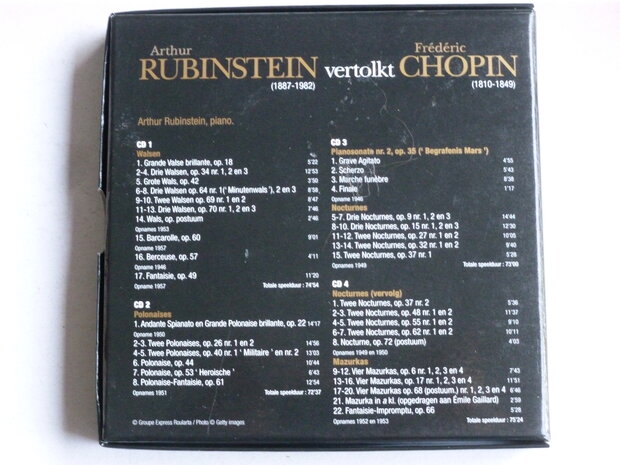 Arthur
RUBINSTEIN vertolkt Frédéric CHOPIN
(1887-1982)
(1810-1849)
Arthur Rubinstein, piano.
CD 1
Walsen
1. Grande Valse brillante, op. 18 5'22
2-4. Drie Walsen, op. 34 nr. 1, 2 en 3 12'53
5. Grote Wals, op. 42 3'50
6-8. Drie Walsen, op. 64 nr. 1(' Minutenwals '), 2 en 3 8'58
9-10. Twee Walsen op. 69 nr. 1 en 2 8'47
11-13. Drie Walsen, op. 70 nr. 1, 2 en 3 7'46
14. Wals, op. postuum 2'46
Opnames 1953
15. Barcarolle, op. 60 9'01
Opname 1957
16. Berceuse, op. 57 4'11
Opname 1946
17. Fantaisie, op. 49 11'20
Opname 1957 Totale speelduur : 74'54
CD 2
Polonaises
1. Andante Spianato en Grande Polonaise brillante, op. 22 14'17
Opname 1950
2-3. Twee Polonaises, op. 26 nr. 1 en 2 14'56
4-5. Twee Polonaises, op. 40 nr. 1 ' Militaire ' en nr. 2 13'03
6. Polonaise, op. 44 10'44
7. Polonaise, op. 53 ' Heroische ' 6'43
8. Polonaise-Fantaisie, op. 61 12'54
Opnames 1951 Totale speelduur : 72'37
© Groupe Express Roularta / Photo © Getty images
CD 3
Pianosonate nr. 2, op. 35 (' Begrafenis Mars ')
1. Grave Agitato 4'55
2. Scherzo 5'43
3. Marche funèbre 8'38
4. Finale 1'17
Opname 1946
Nocturnes
5-7. Drie Nocturnes, op. 9 nr. 1, 2 en 3 14'44
8-10. Drie Nocturnes, op. 15 nr. 1, 2 en 3 12'30
11-12. Twee Nocturnes, op. 27 nr. 1 en 2 10'05
13-14. Twee Nocturnes, op. 32 nr. 1 en 2 9'40
15. Twee Nocturnes, op. 37 nr. 1 5'28
Opnames 1949 Totale speelduur : 73'00
CD 4
Nocturnes (vervolg)
1. Twee Nocturnes, op. 37 nr. 2 5'36
2-3. Twee Nocturnes, op. 48 nr. 1 en 2 11'37
4-5. Twee Nocturnes, op. 55 nr. 1 en 2 9'10
6-7. Twee Nocturnes, op. 62 nr. 1 en 2 10'11
8. Nocturne, op. 72 (postuum) 4'03
Opnames 1949 en 1950
Mazurkas
9-12. Vier Mazurkas, op. 6 nr. 1, 2, 3 en 4 7'43
13-16. Vier Mazurkas, op. 17 nr. 1, 2, 3 en 4 11'51
17-20. Vier Mazurkas op. 68 (postuum.) nr. 1, 2, 3 en 4 6'46
21. Mazurka in a kl. (opgedragen aan Émile Gaillard) 2'59
22. Fantaisie-Impromptu, op. 66 5'28
Opnames 1952 en 1953 Totale speelduur : 75'24